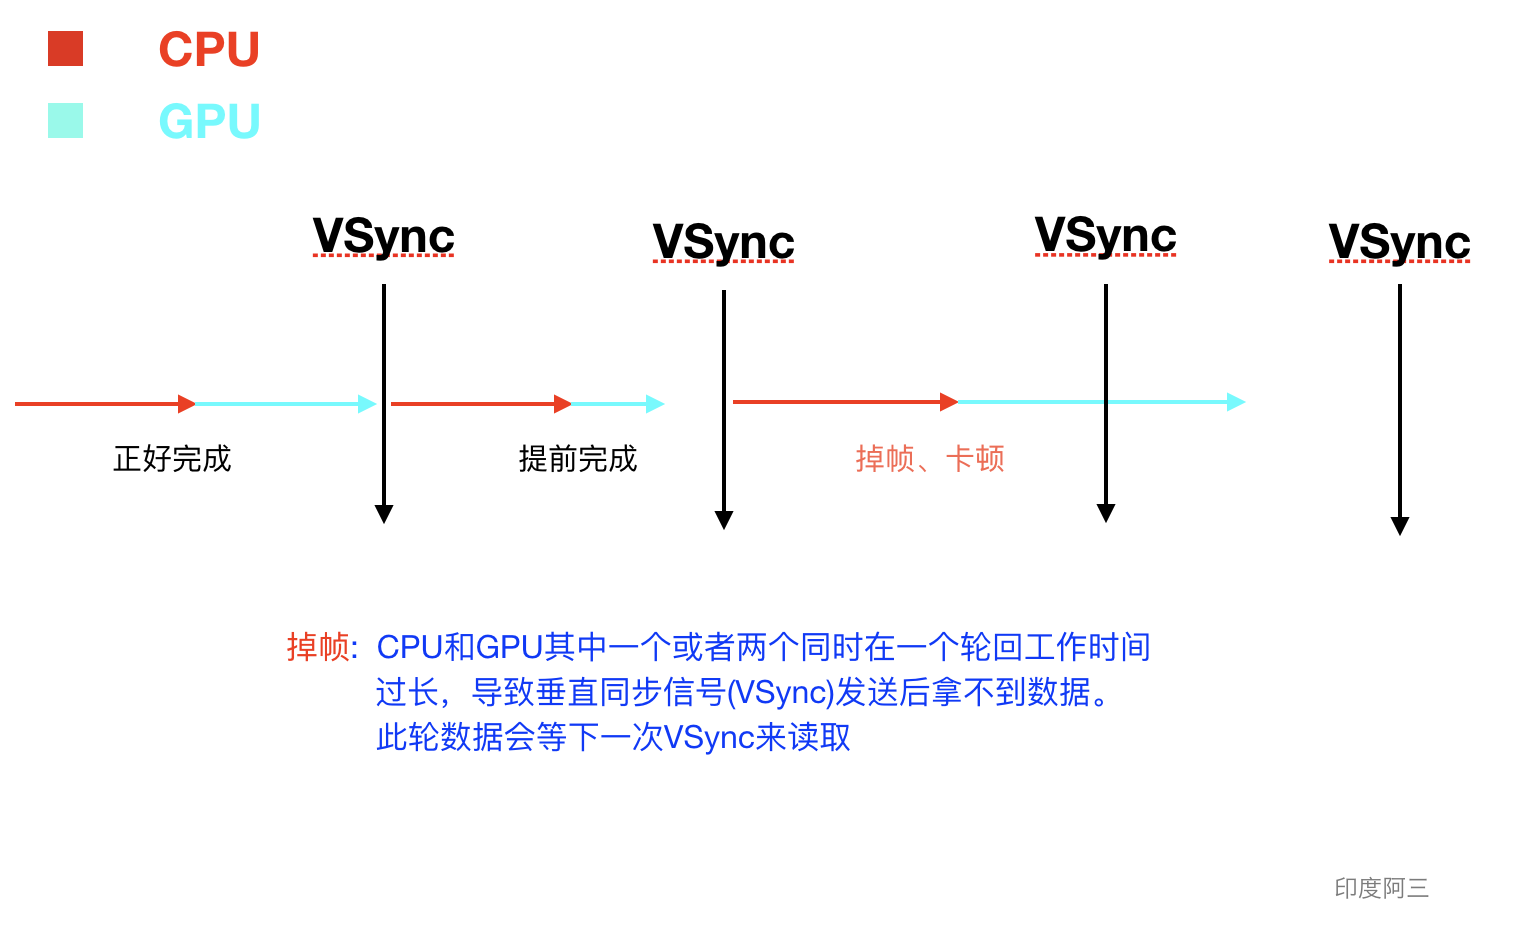 CPU
GPU
VSync
VSync
VSync
VSync
正好完成
提前完成
掉帧、卡顿
掉帧: CPU和GPU其中一个或者两个同时在一个轮回工作时间
过长，导致垂直同步信号(VSync)发送后拿不到数据。
此轮数据会等下一次VSync来读取
印度阿三